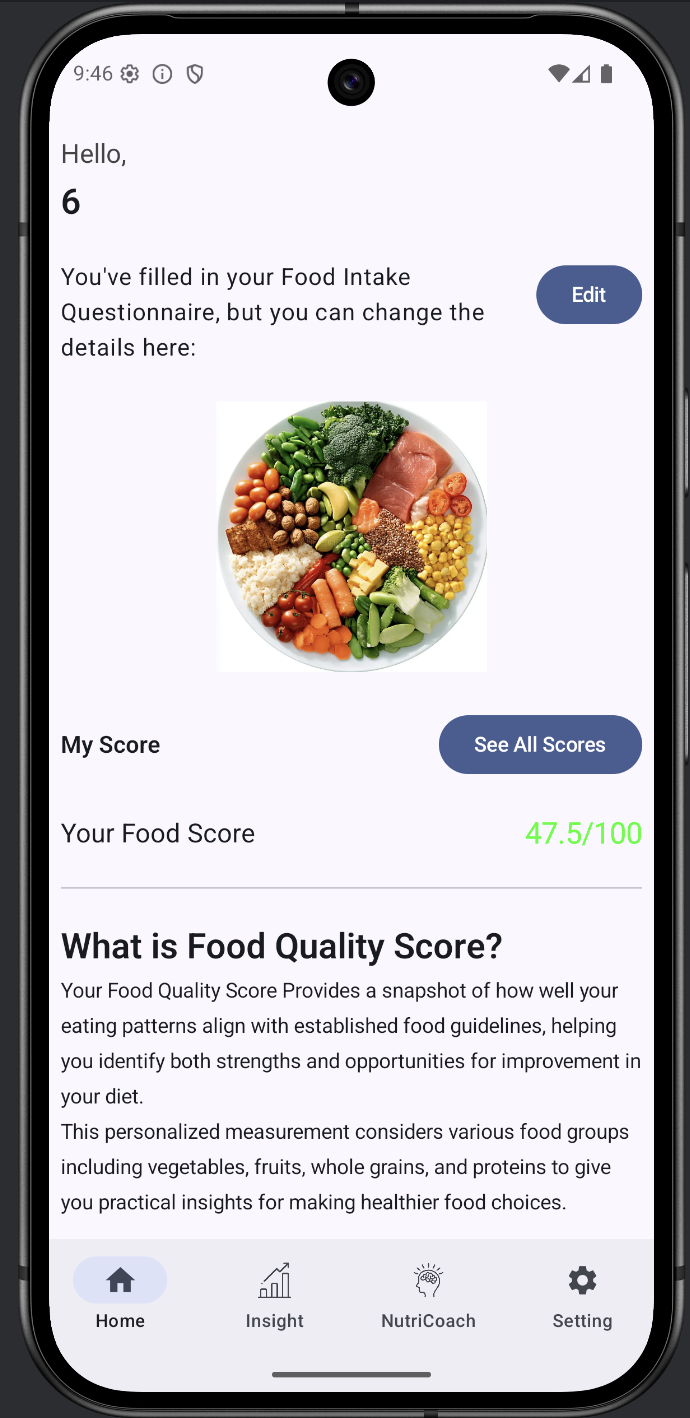 9:46
Hello,
6
You've filled in your Food Intake
Questionnaire, but you can change the
details here:
Edit
My Score
See All Scores
Your Food Score
47.5/100
What is Food Quality Score?
Your Food Quality Score Provides a snapshot of how well your
eating patterns align with established food guidelines, helping
you identify both strengths and opportunities for improvement in
your diet.
This personalized measurement considers various food groups
including vegetables, fruits, whole grains, and proteins to give
you practical insights for making healthier food choices.
Home
Insight
NutriCoach
Setting